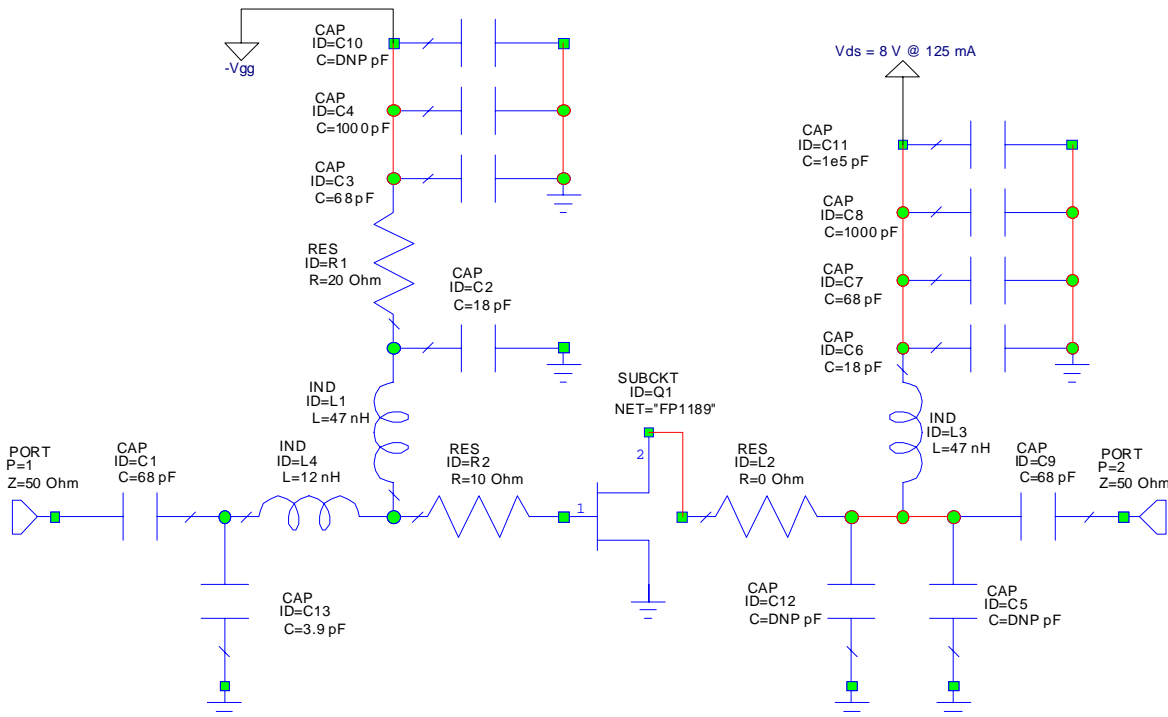 CAP
ID=C10
C=DNP pF
-Vgg
CAP
ID=C4
C=1000 pF
CAP
ID=C3
C=68 pF
RES
ID=R1
R=20 Ohm
CAP
ID=C2
C=18 pF
IND
ID=L1
L=47 nH
PORT
P=1
Z=50 Ohm
CAP
ID=C1
C=68 pF
IND
ID=L4
L=12 nH
RES
ID=R2
R=10 Ohm
CAP
ID=C13
C=3.9 pF
SUBCKT
ID=Q1
NET="FP1189"
1
2
RES
ID=L2
R=0 Ohm
Vds = 8 V @ 125 mA
CAP
ID=C11
C=1e5 pF
CAP
ID=C8
C=1000 pF
CAP
ID=C7
C=68 pF
CAP
ID=C6
C=18 pF
IND
ID=L3
L=47 nH
CAP
ID=C9
C=68 pF
PORT
P=2
Z=50 Ohm
CAP
ID=C12
C=DNP pF
CAP
ID=C5
C=DNP pF